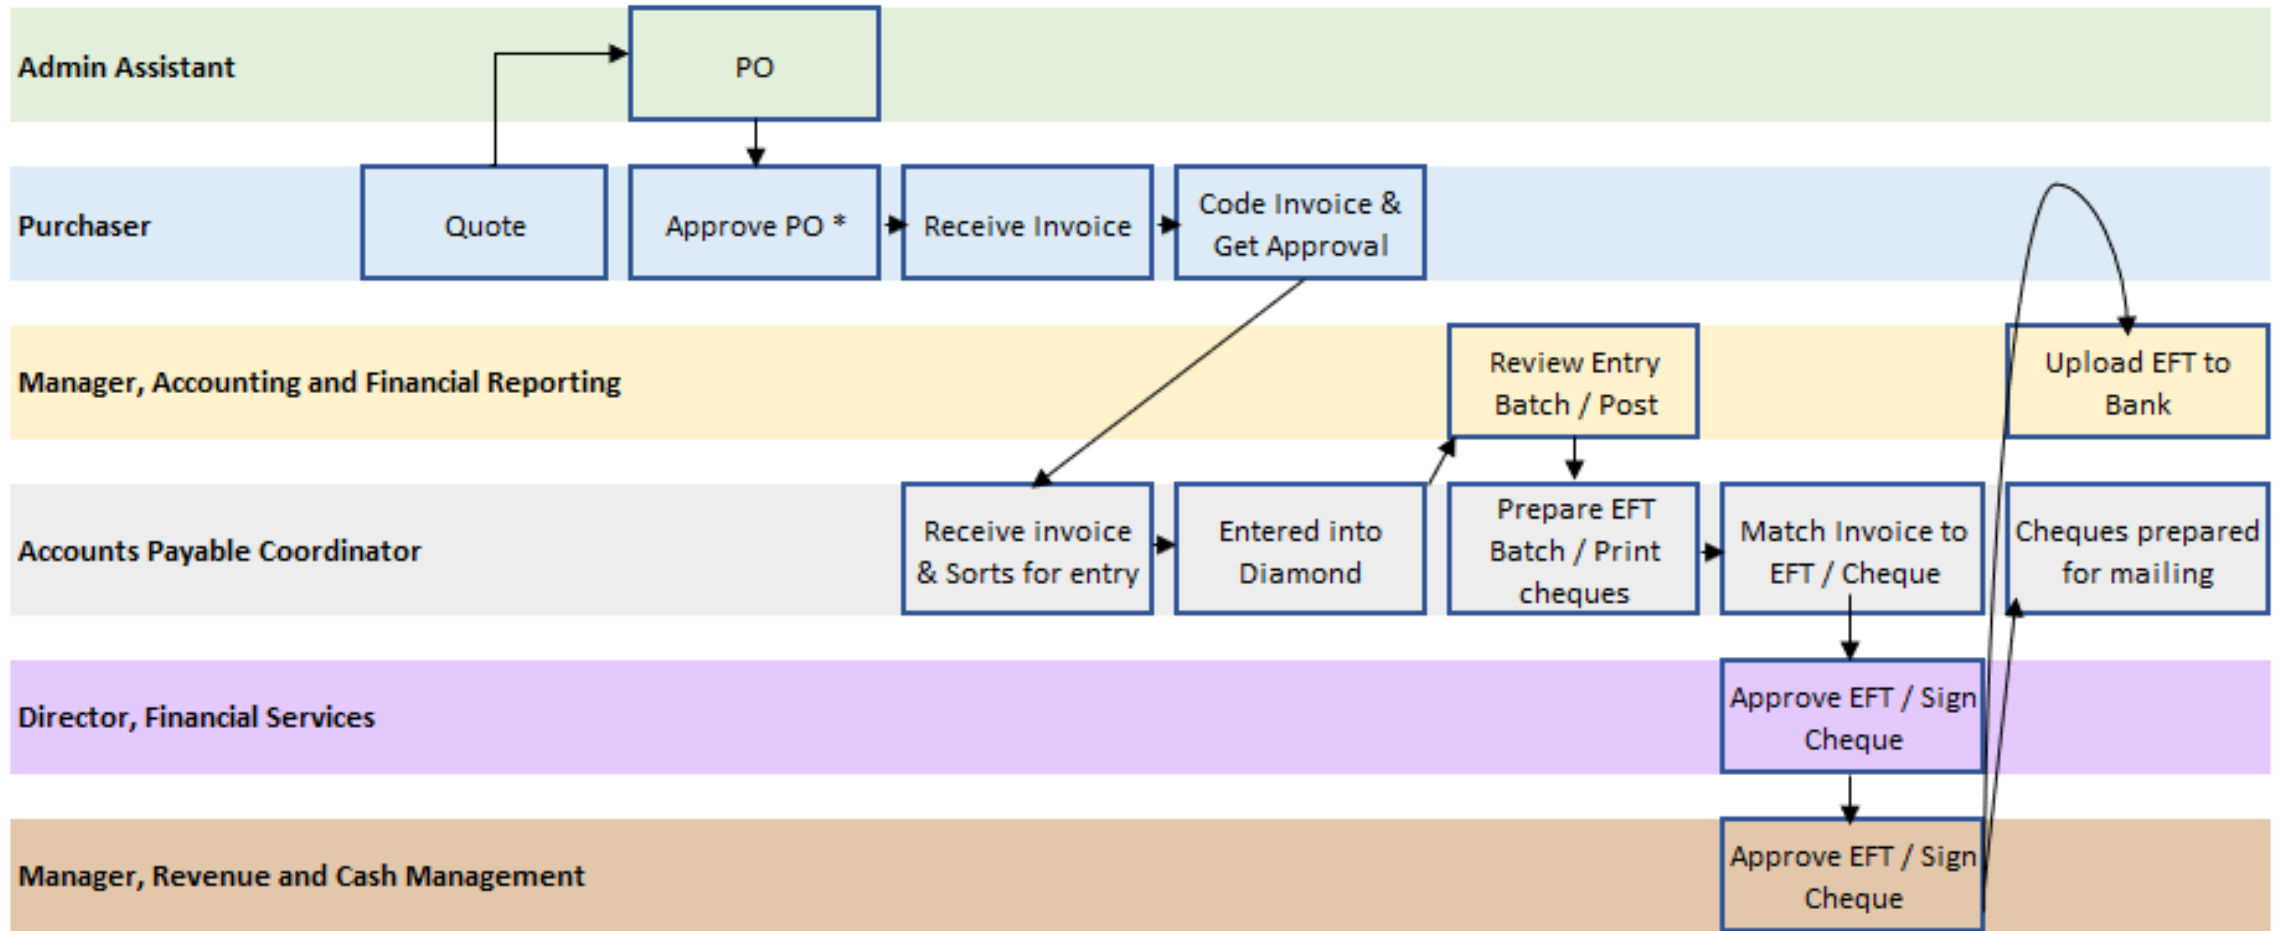 Admin Assistant
PO
Purchaser
Quote
Approve PO *
Receive Invoice
Code Invoice &
Get Approval
Manager, Accounting and Financial Reporting
Review Entry
Batch / Post
Upload EFT to
Bank
Accounts Payable Coordinator
Receive invoice
& Sorts for entry
Entered into
Diamond
Prepare EFT
Batch / Print
cheques
Match Invoice to
EFT / Cheque
Cheques prepared
for mailing
Director, Financial Services
Approve EFT / Sign
Cheque
Manager, Revenue and Cash Management
Approve EFT / Sign
Cheque